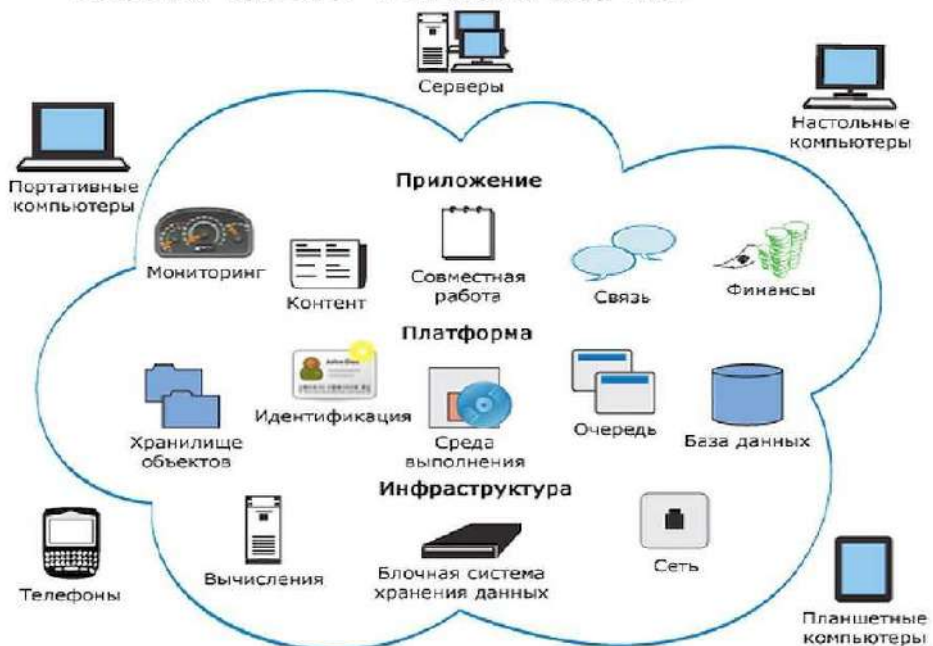 Серверы
Настольные
компьютеры
Портативные
компьютеры
Приложение
Мониторинг
Контент
Совместная
работа
Связь
Финансы
Платформа
Хранилище
объектов
Идентификация
Среда
выполнения
Очередь
База данных
Инфраструктура
Вычисления
Блочная система
хранения данных
Сеть
Телефоны
Планшетные
компьютеры